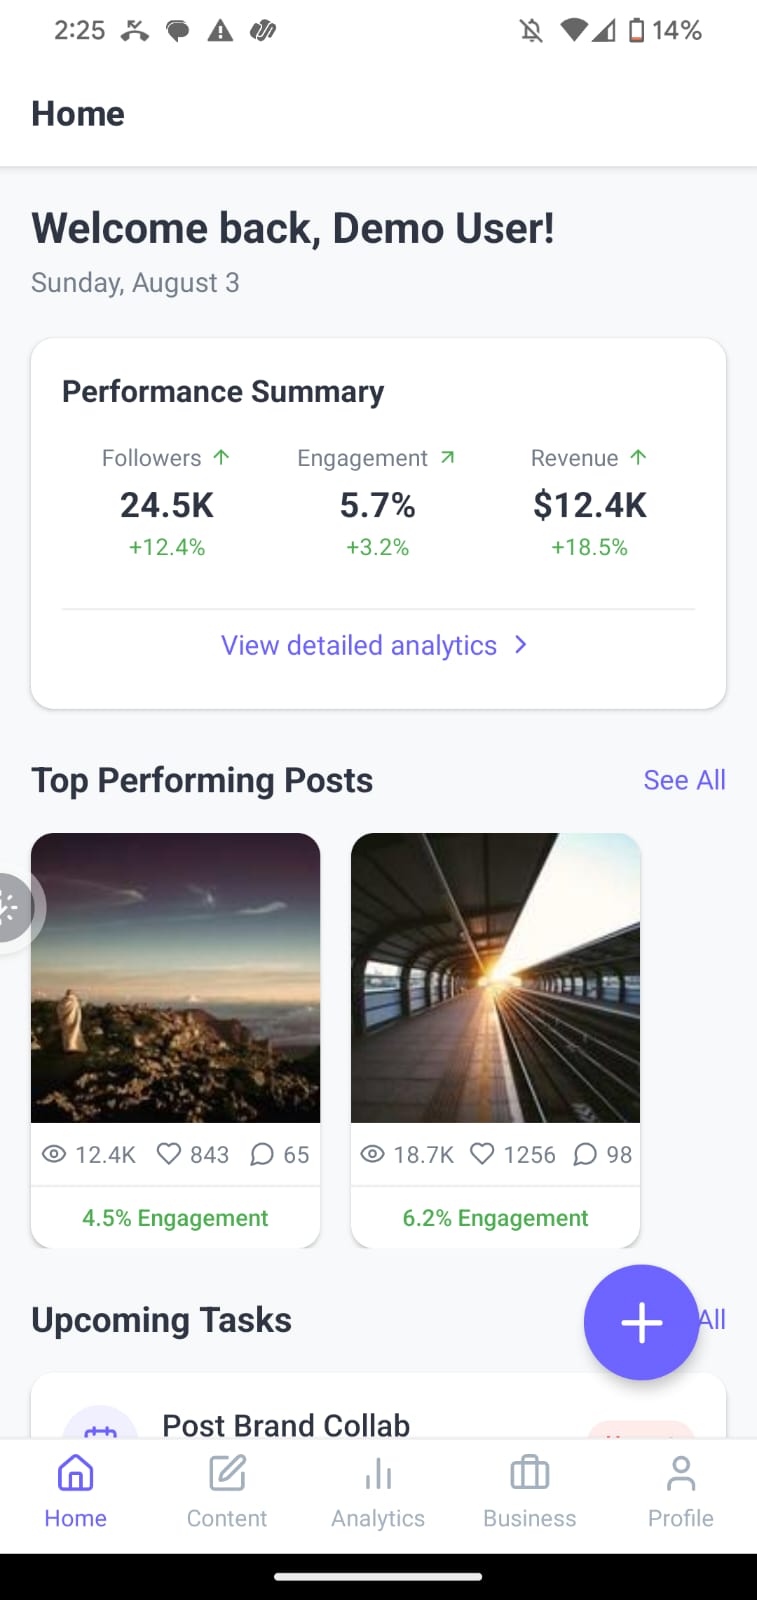 2:25 14%
Home
Welcome back, Demo User!
Sunday, August 3
Performance Summary
Followers Engagement Revenue
24.5K 5.7% $12.4K
+12.4% +3.2% +18.5%
View detailed analytics
Top Performing Posts See All
12.4K 843 65 18.7K 1256 98
4.5% Engagement 6.2% Engagement
Upcoming Tasks All
Post Brand Collab
Home Content Analytics Business Profile